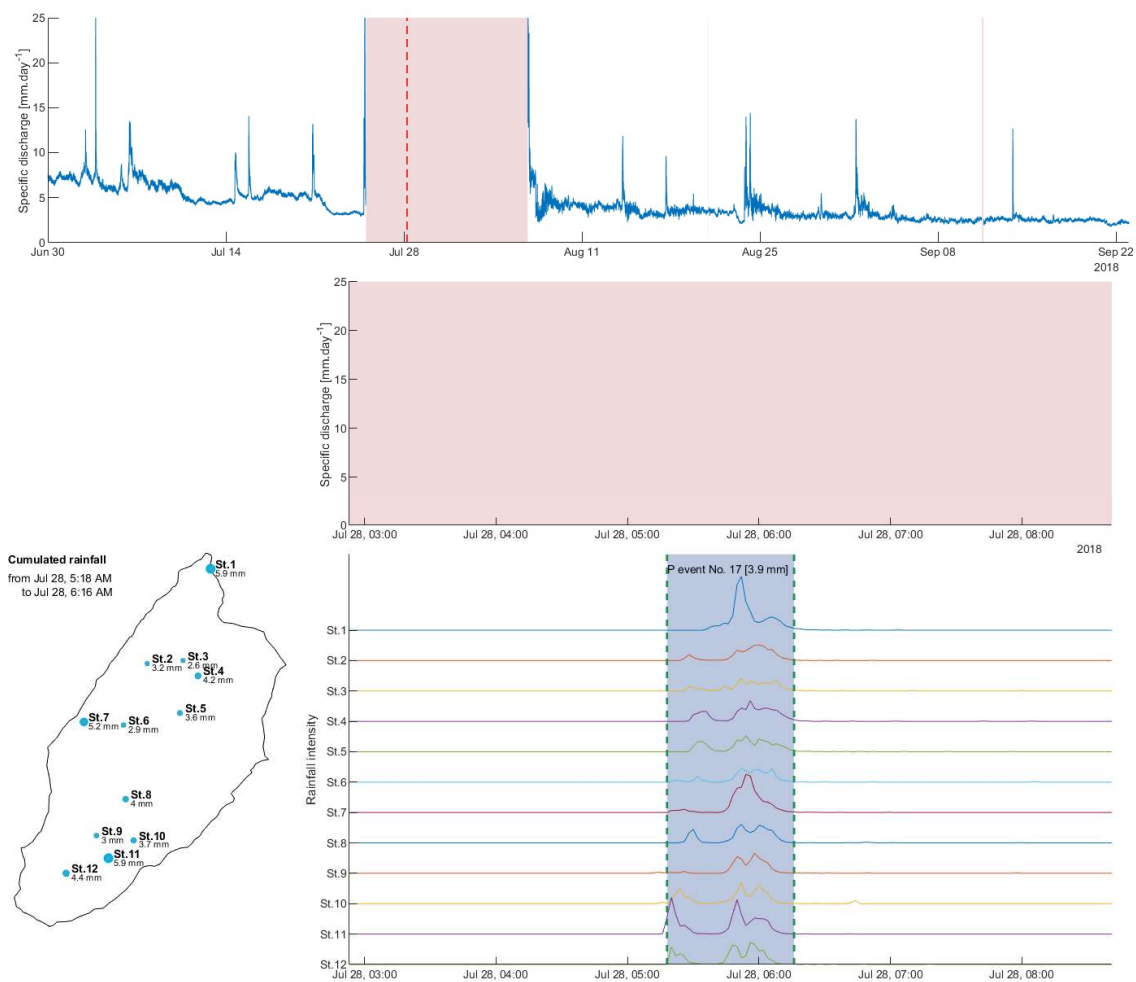 Specific discharge [mm.day⁻¹]
25
20
15
10
5
0
Jun 30
Jul 14
Jul 28
Aug 11
Aug 25
Sep 08
Sep 22
2018
Specific discharge [mm.day⁻¹]
25
20
15
10
5
0
Jul 28, 03:00
Jul 28, 04:00
Jul 28, 05:00
Jul 28, 06:00
Jul 28, 07:00
Jul 28, 08:00
2018
Cumulated rainfall
from Jul 28, 5:18 AM
to Jul 28, 6:16 AM
St.1
5.9 mm
St.2
3.2 mm
St.3
2.6 mm
St.4
4.2 mm
St.5
3.6 mm
St.7
5.2 mm
St.6
2.9 mm
St.8
4 mm
St.9
3 mm
St.10
3.7 mm
St.11
5.9 mm
St.12
4.4 mm
P event No. 17 [3.9 mm]
Rainfall intensity
St.1
St.2
St.3
St.4
St.5
St.6
St.7
St.8
St.9
St.10
St.11
St.12
Jul 28, 03:00
Jul 28, 04:00
Jul 28, 05:00
Jul 28, 06:00
Jul 28, 07:00
Jul 28, 08:00